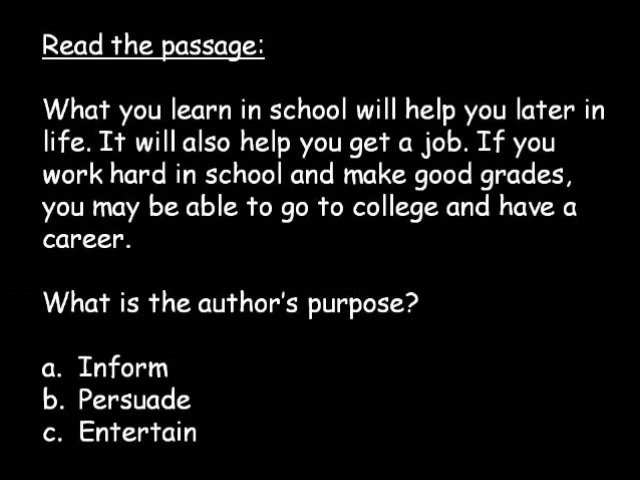 Read the passage:
What you learn in school will help you later in
life. It will also help you get a job. If you
work hard in school and make good grades,
you may be able to go to college and have a
career.
What is the author's purpose?
a. Inform
b. Persuade
c. Entertain